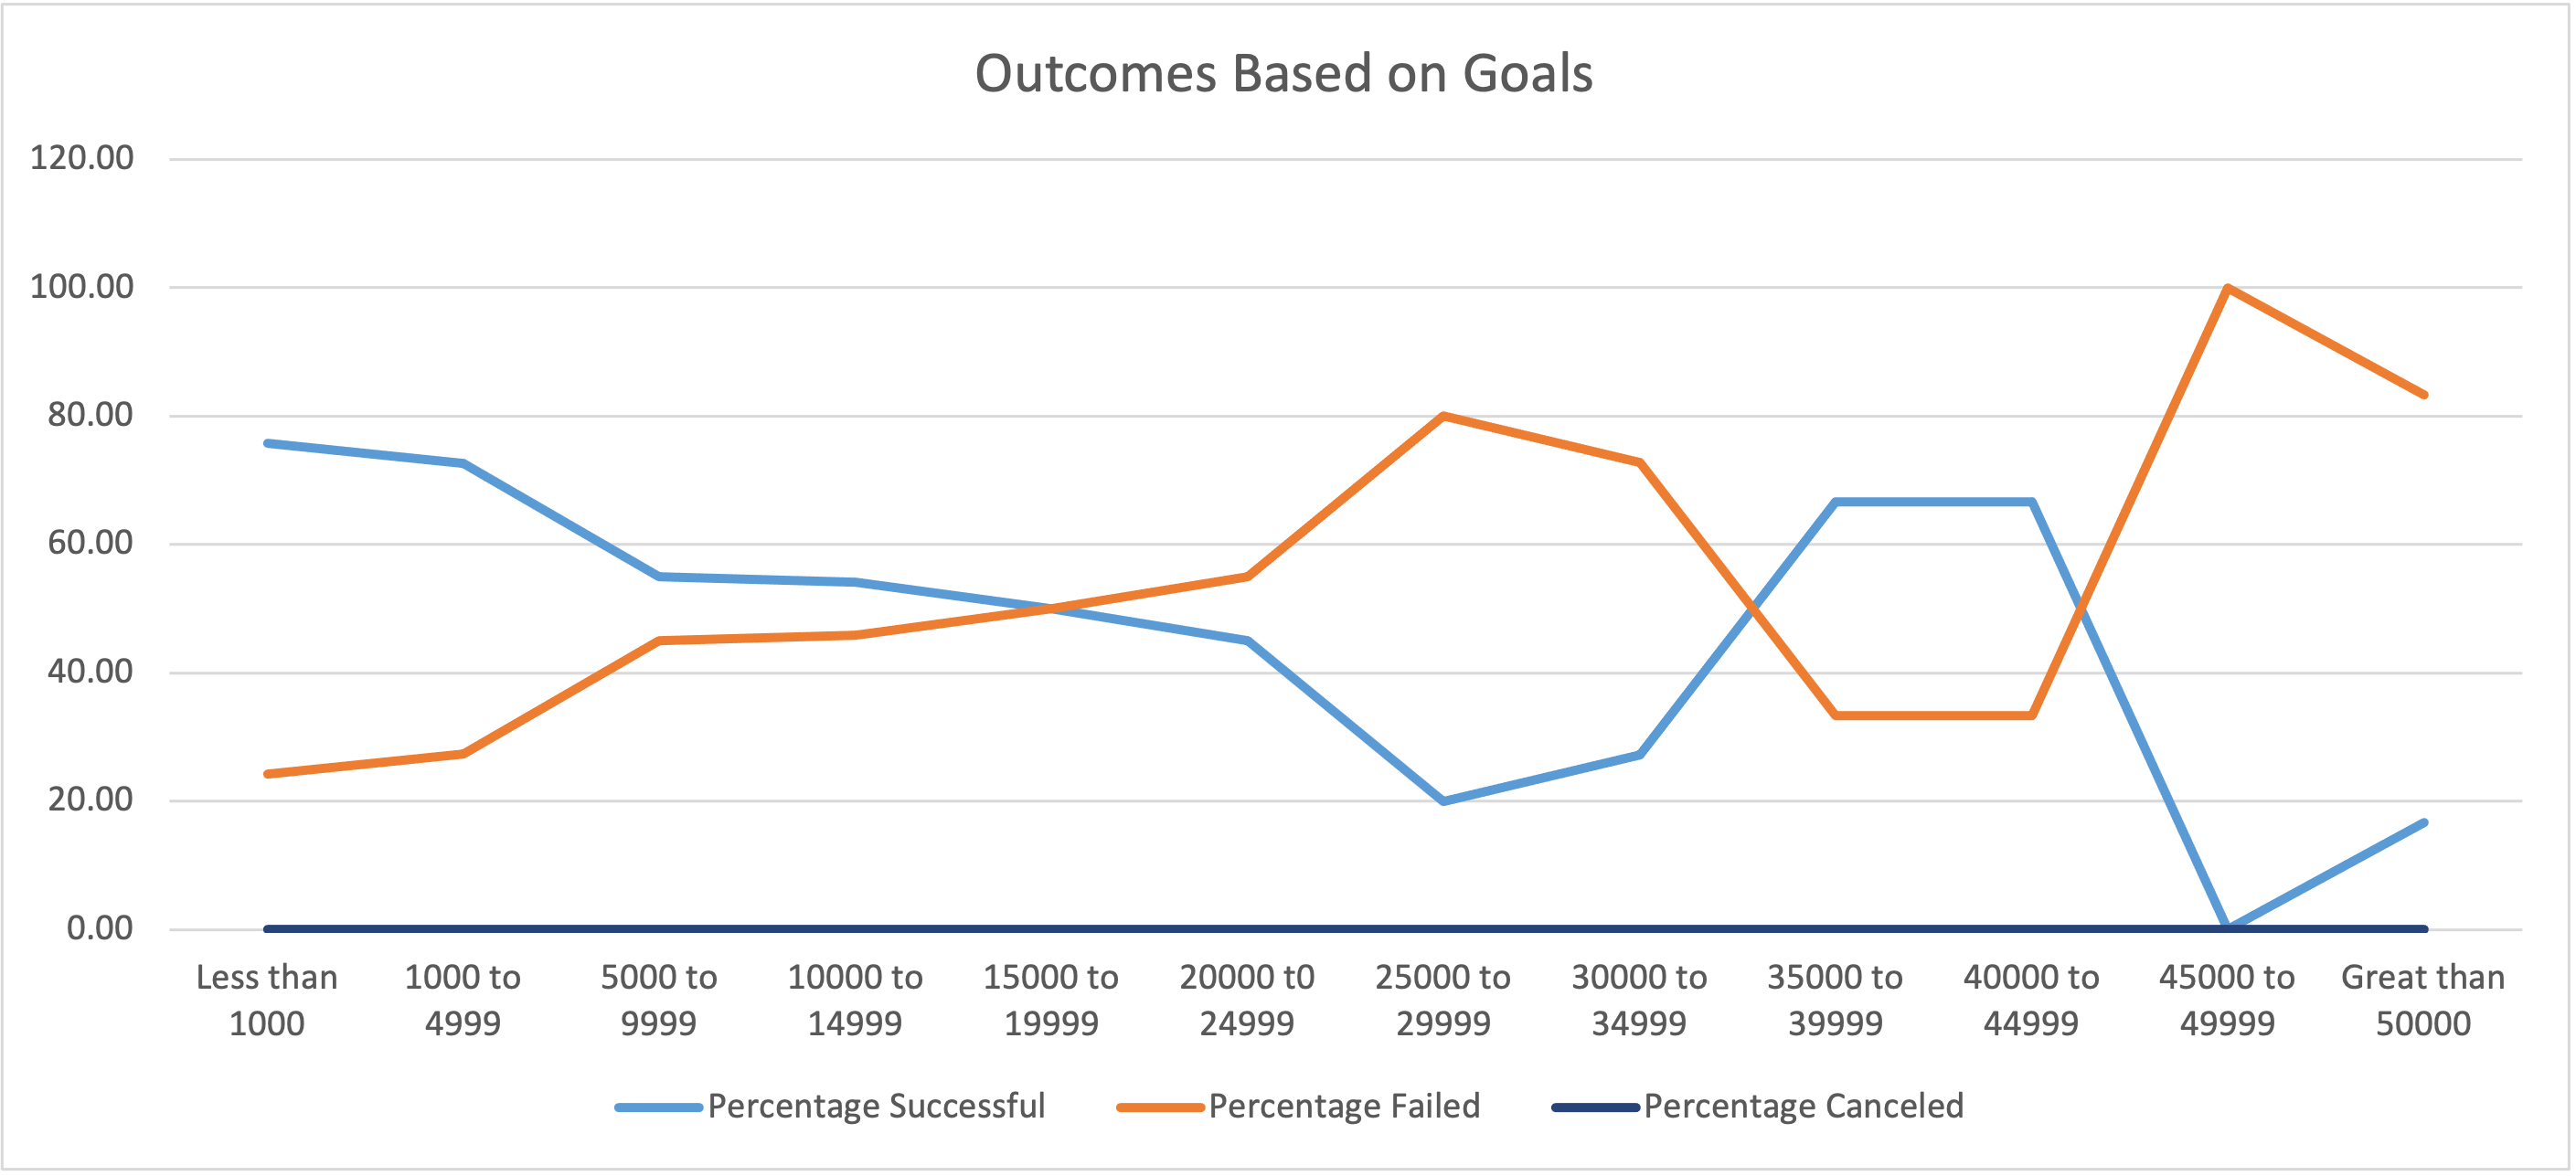 Outcomes Based on Goals
120.00
100.00
80.00
60.00
40.00
20.00
0.00
Less than 1000 to 5000 to 10000 to 15000 to 20000 to 25000 to 30000 to 35000 to 40000 to 45000 to Great than
1000 4999 9999 14999 19999 24999 29999 34999 39999 44999 49999 50000
Percentage Successful Percentage Failed Percentage Canceled